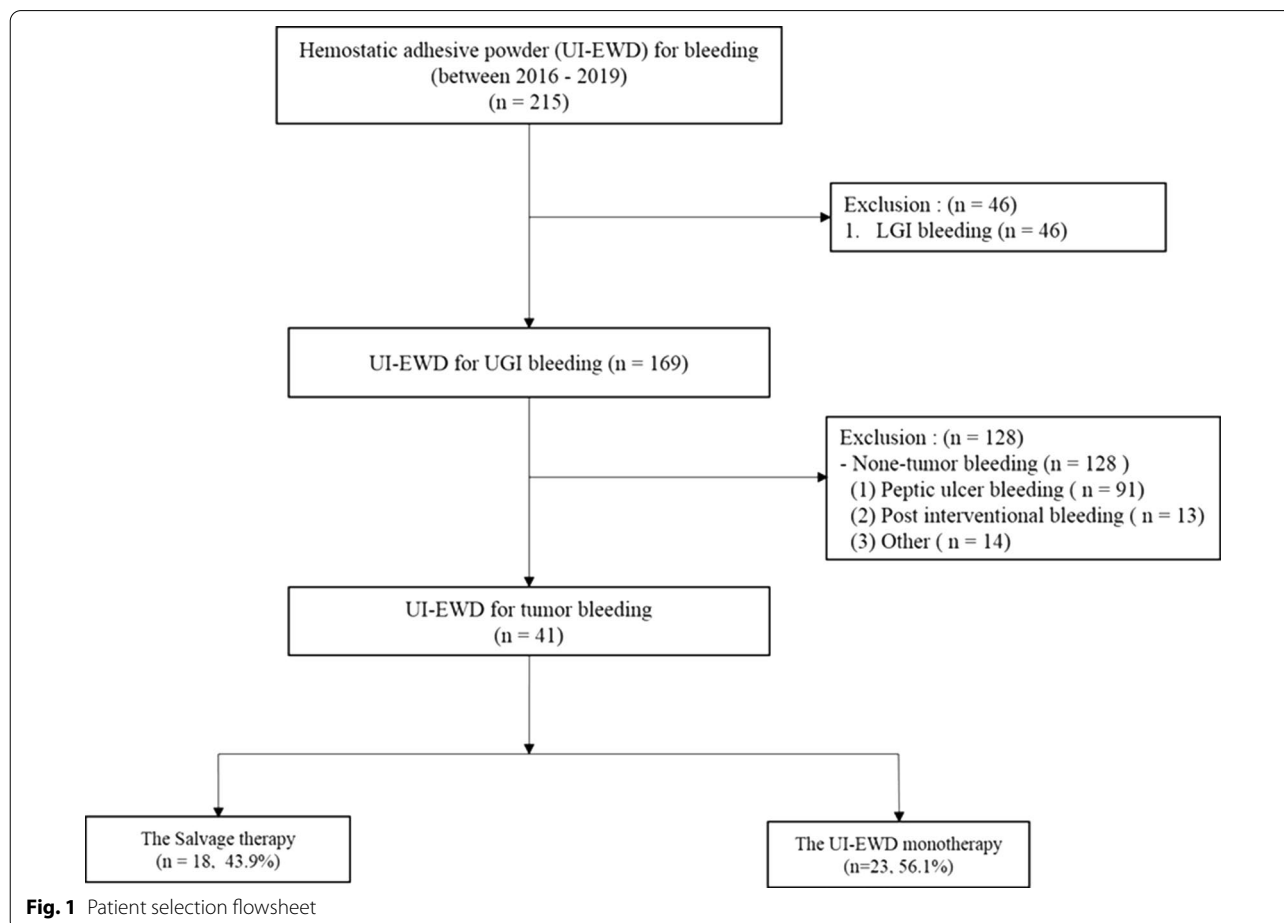 Hemostatic adhesive powder (UI-EWD) for bleeding
(between 2016 - 2019)
(n = 215)
Exclusion : (n = 46)
1. LGI bleeding (n = 46)
UI-EWD for UGI bleeding (n = 169)
Exclusion : (n = 128)
- None-tumor bleeding (n = 128 )
(1) Peptic ulcer bleeding ( n = 91)
(2) Post interventional bleeding ( n = 13)
(3) Other ( n = 14)
UI-EWD for tumor bleeding
(n = 41)
The Salvage therapy
(n = 18, 43.9%)
The UI-EWD monotherapy
(n=23, 56.1%)
Fig. 1 Patient selection flowsheet